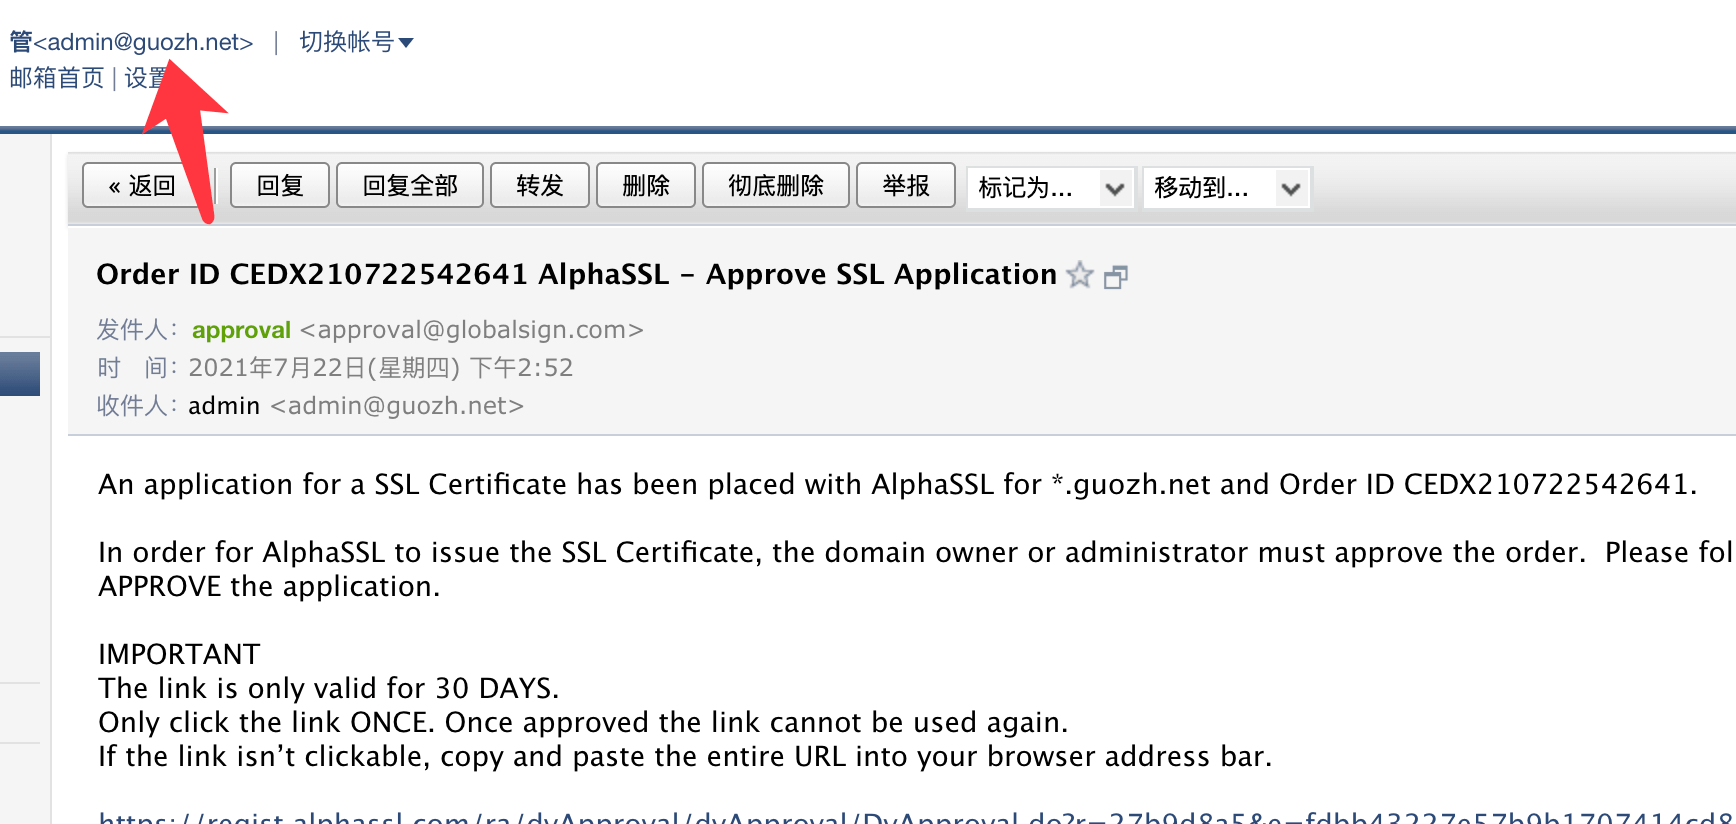 管<admin@guozh.net> | 切换帐号
邮箱首页 | 设置
« 返回 回复 回复全部 转发 删除 彻底删除 举报 标记为... 移动到...
Order ID CEDX210722542641 AlphaSSL - Approve SSL Application
发件人: approval <approval@globalsign.com>
时 间: 2021年7月22日(星期四) 下午2:52
收件人: admin <admin@guozh.net>
An application for a SSL Certificate has been placed with AlphaSSL for *.guozh.net and Order ID CEDX210722542641.
In order for AlphaSSL to issue the SSL Certificate, the domain owner or administrator must approve the order. Please fol
APPROVE the application.
IMPORTANT
The link is only valid for 30 DAYS.
Only click the link ONCE. Once approved the link cannot be used again.
If the link isn’t clickable, copy and paste the entire URL into your browser address bar.